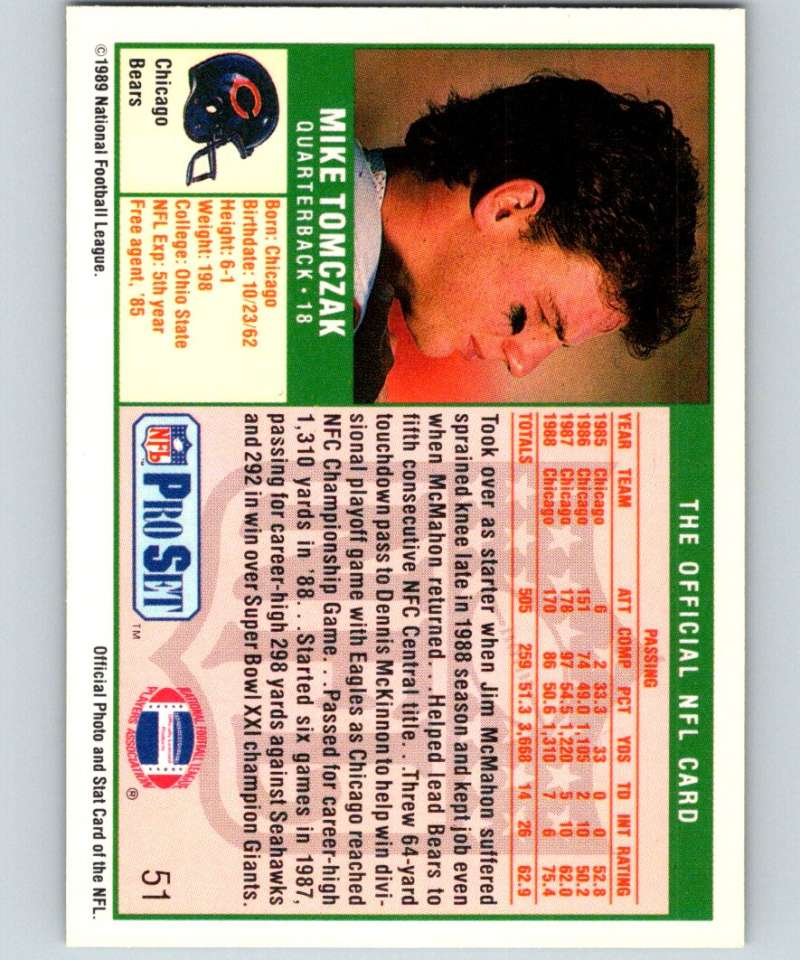 THE OFFICIAL NFL CARD
MIKE TOMCZAK
QUARTERBACK • 18
Chicago
Bears
Born: Chicago
Birthdate: 10/23/62
Height: 6-1
Weight: 198
College: Ohio State
NFL Exp: 5th year
Free agent, '85
PASSING
YEAR TEAM ATT COMP PCT YDS TD INT RATING
1985 Chicago 6 2 33.3 33 0 0 52.8
1986 Chicago 151 74 49.0 1,105 2 10 50.2
1987 Chicago 178 97 54.5 1,220 5 10 62.0
1988 Chicago 170 86 50.6 1,310 7 6 75.4
TOTALS 505 259 51.3 3,668 14 26 62.9
Took over as starter when Jim McMahon suffered
sprained knee late in 1988 season and kept job even
when McMahon returned . . . Helped lead Bears to
fifth consecutive NFC Central title. . .Threw 64-yard
touchdown pass to Dennis McKinnon to help win divi-
sional playoff game with Eagles as Chicago reached
NFC Championship Game. . . Passed for career-high
1,310 yards in '88. . .Started six games in 1987,
passing for career-high 298 yards against Seahawks
and 292 in win over Super Bowl XXI champion Giants.
NFL
PRO SET
TM
NATIONAL FOOTBALL LEAGUE
PLAYERS ASSOCIATION
®
51
©1989 National Football League.
Official Photo and Stat Card of the NFL.